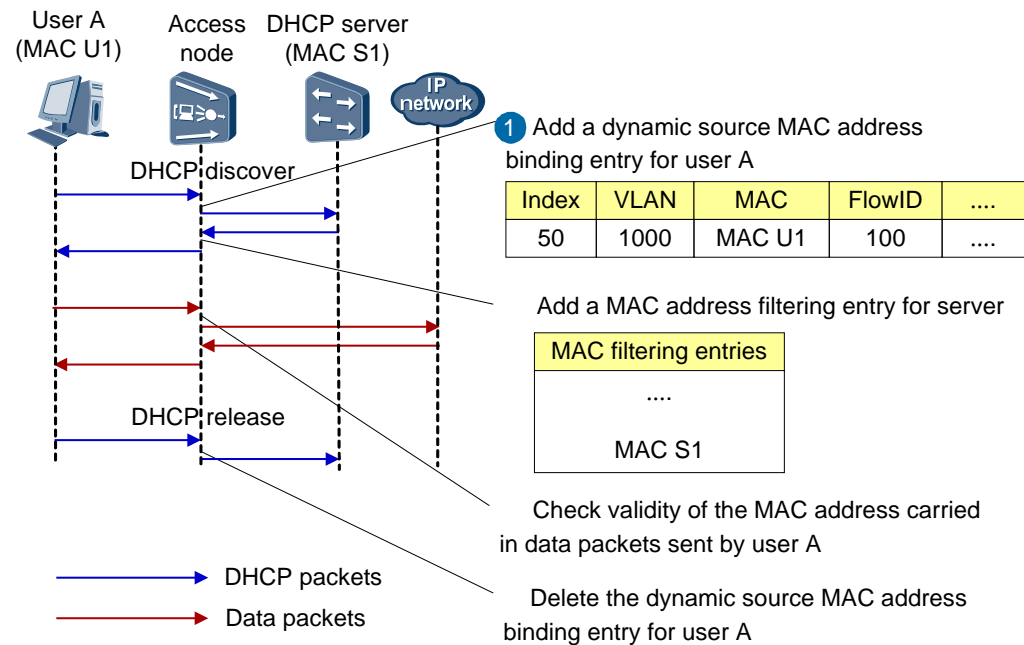 User A
(MAC U1)
Access
node
DHCP server
(MAC S1)
IP
network
1 Add a dynamic source MAC address
binding entry for user A
DHCP discover
Index VLAN MAC FlowID ....
50 1000 MAC U1 100 ....
Add a MAC address filtering entry for server
MAC filtering entries
....
MAC S1
DHCP release
Check validity of the MAC address carried
in data packets sent by user A
DHCP packets
Data packets
Delete the dynamic source MAC address
binding entry for user A